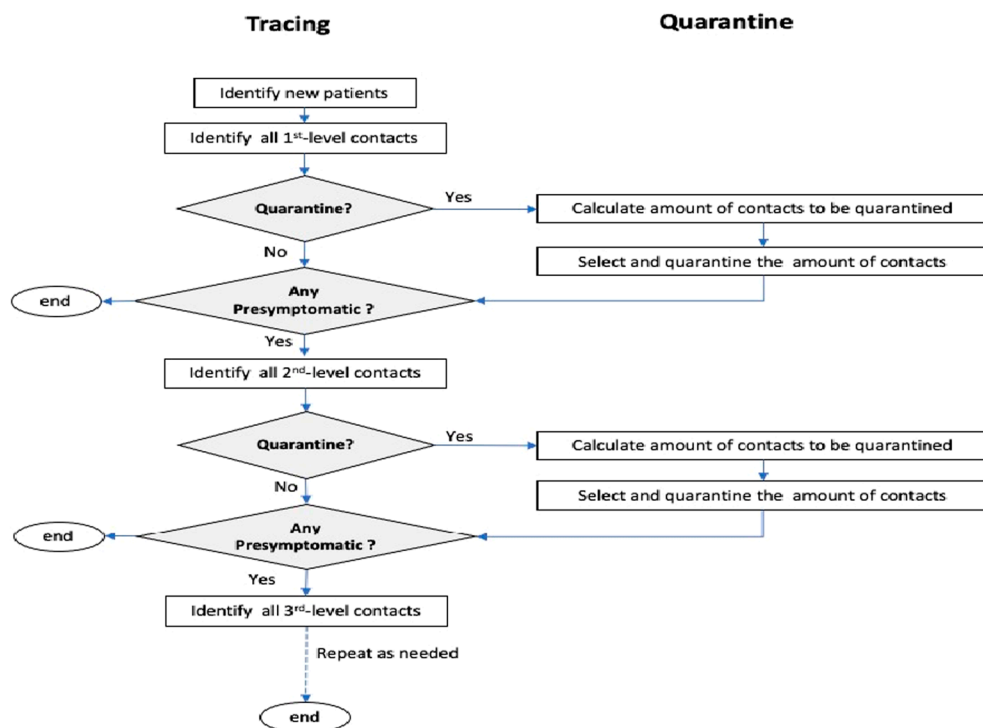 Tracing
Quarantine
Identify new patients
Identify all 1st-level contacts
Quarantine?
Yes
Calculate amount of contacts to be quarantined
No
Select and quarantine the amount of contacts
end
Any
Presymptomatic ?
Yes
Identify all 2nd-level contacts
Quarantine?
Yes
Calculate amount of contacts to be quarantined
No
Select and quarantine the amount of contacts
end
Any
Presymptomatic ?
Yes
Identify all 3rd-level contacts
Repeat as needed
end